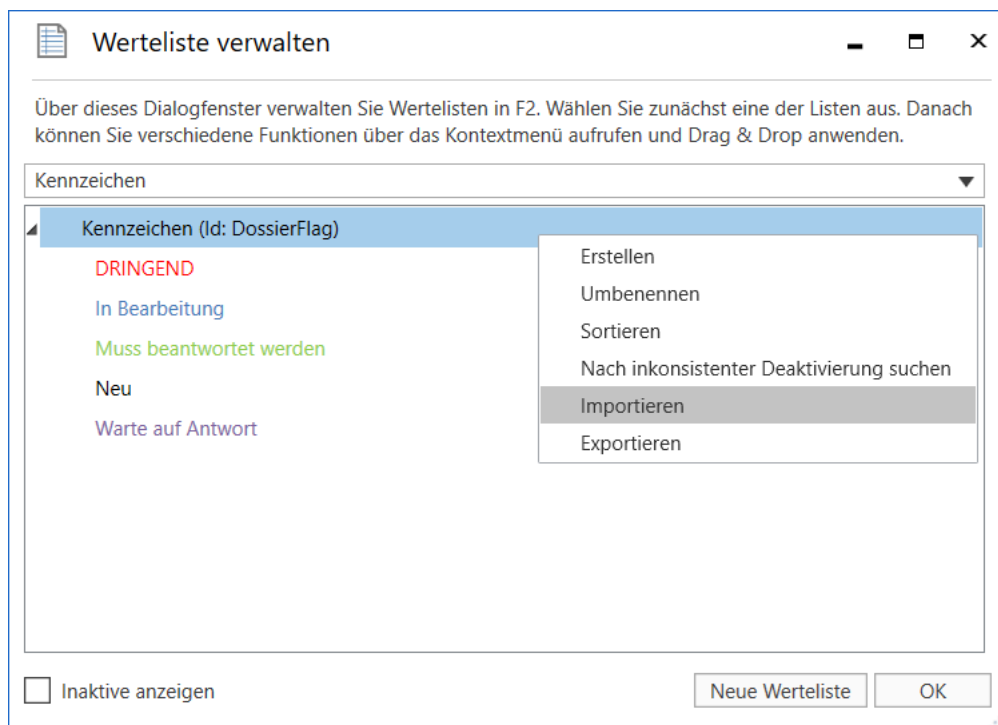 Werteliste verwalten
Über dieses Dialogfenster verwalten Sie Wertelisten in F2. Wählen Sie zunächst eine der Listen aus. Danach
können Sie verschiedene Funktionen über das Kontextmenü aufrufen und Drag & Drop anwenden.
Kennzeichen
Kennzeichen (Id: DossierFlag)
DRINGEND
In Bearbeitung
Muss beantwortet werden
Neu
Warte auf Antwort
Erstellen
Umbenennen
Sortieren
Nach inkonsistenter Deaktivierung suchen
Importieren
Exportieren
Inaktive anzeigen
Neue Werteliste
OK